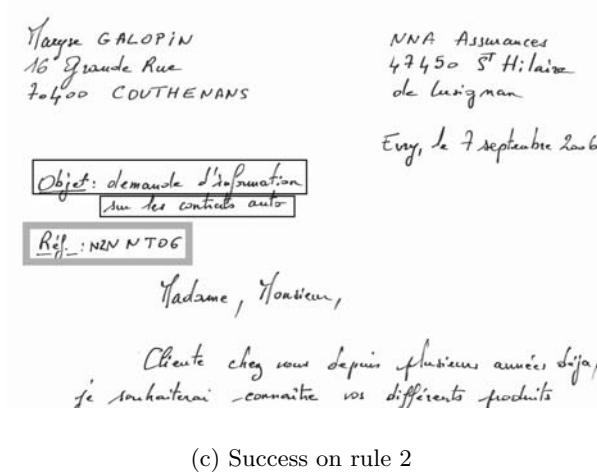 Maryse GALOPIN
16 Grande Rue
70400 COUTHENANS
NNA Assurances
47450 ST Hilaire
de Lusignan
Evry, le 7 septembre 2006
Objet : demande d'information
sur les contrats auto
Réf. : NZN NT06
Madame, Monsieur,
Cliente chez vous depuis plusieurs années déja,
je souhaiterai connaître vos différents produits
(c) Success on rule 2